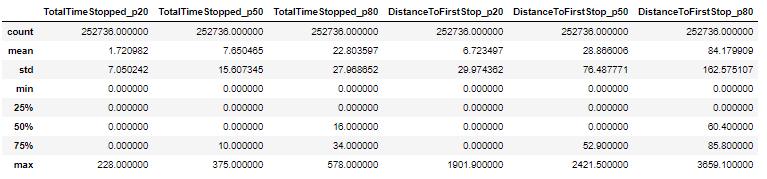 TotalTimeStopped_p20 TotalTimeStopped_p50 TotalTimeStopped_p80 DistanceToFirstStop_p20 DistanceToFirstStop_p50 DistanceToFirstStop_p80
count 252736.000000 252736.000000 252736.000000 252736.000000 252736.000000 252736.000000
mean 1.720982 7.650465 22.803597 6.723497 28.866006 84.179909
std 7.050242 15.607345 27.968652 29.974362 76.487771 162.575107
min 0.000000 0.000000 0.000000 0.000000 0.000000 0.000000
25% 0.000000 0.000000 0.000000 0.000000 0.000000 0.000000
50% 0.000000 0.000000 16.000000 0.000000 0.000000 60.400000
75% 0.000000 10.000000 34.000000 0.000000 52.900000 85.800000
max 228.000000 375.000000 578.000000 1901.900000 2421.500000 3659.100000